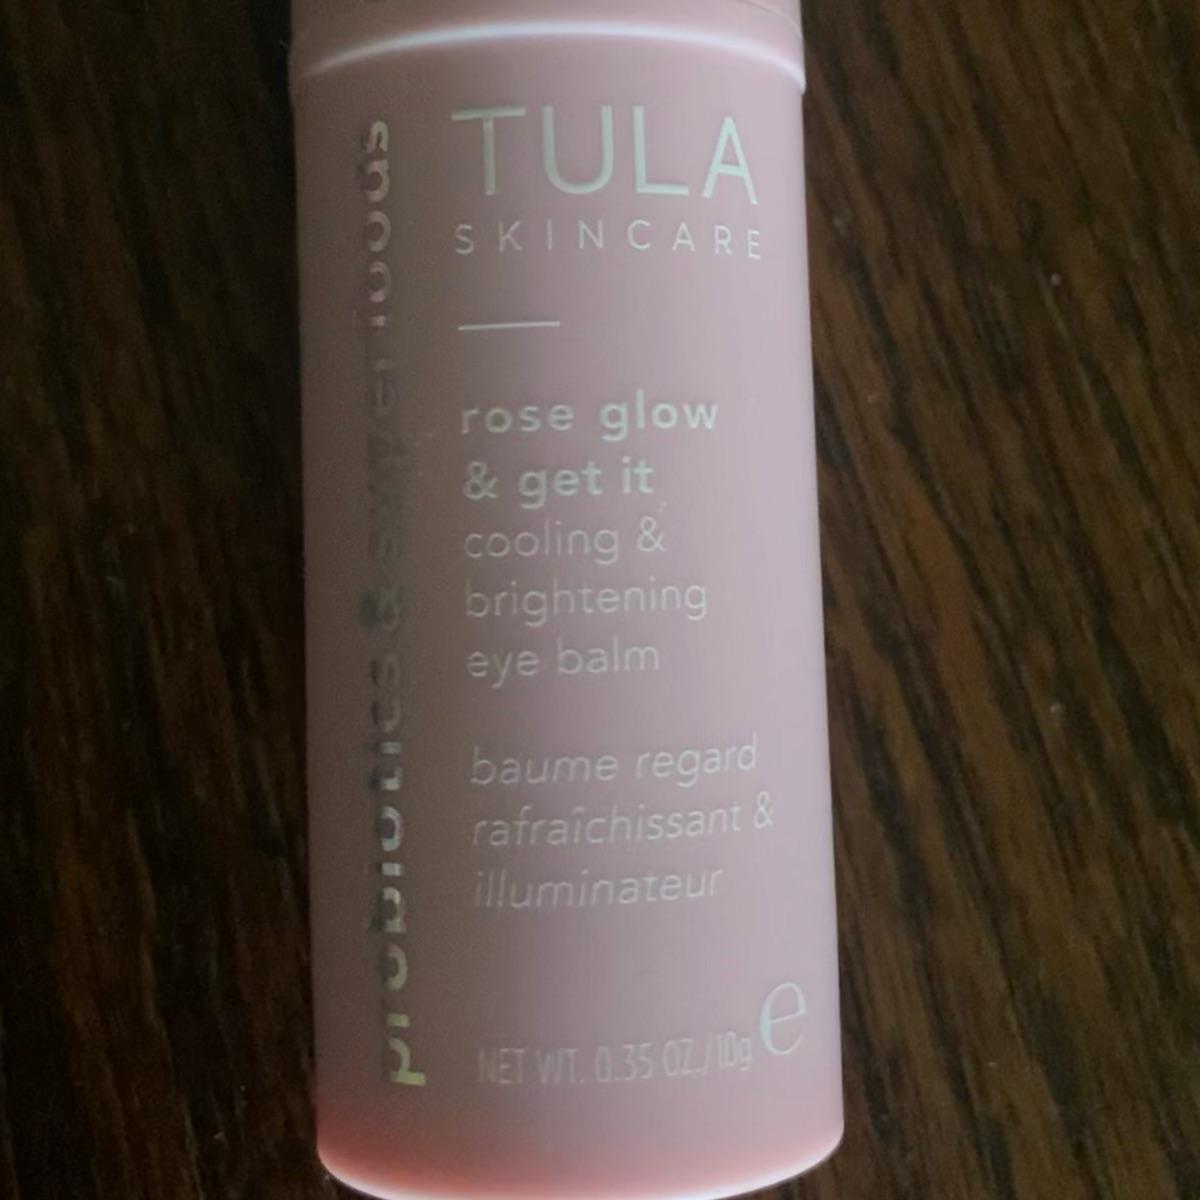 TULA
SKINCARE
rose glow
& get it
cooling &
brightening
eye balm
baume regard
rafraîchissant &
illuminateur
NET WT. 0.35 OZ./10g e
probiotics & superfoods